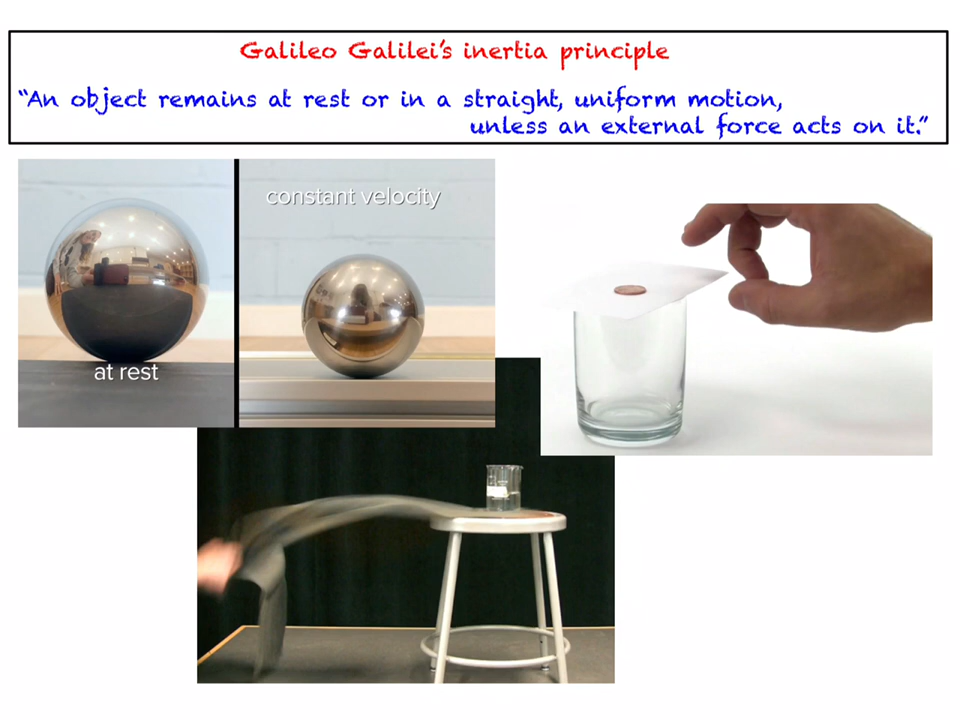 Galileo Galilei's inertia principle
"An object remains at rest or in a straight, uniform motion,
unless an external force acts on it."
constant velocity
at rest